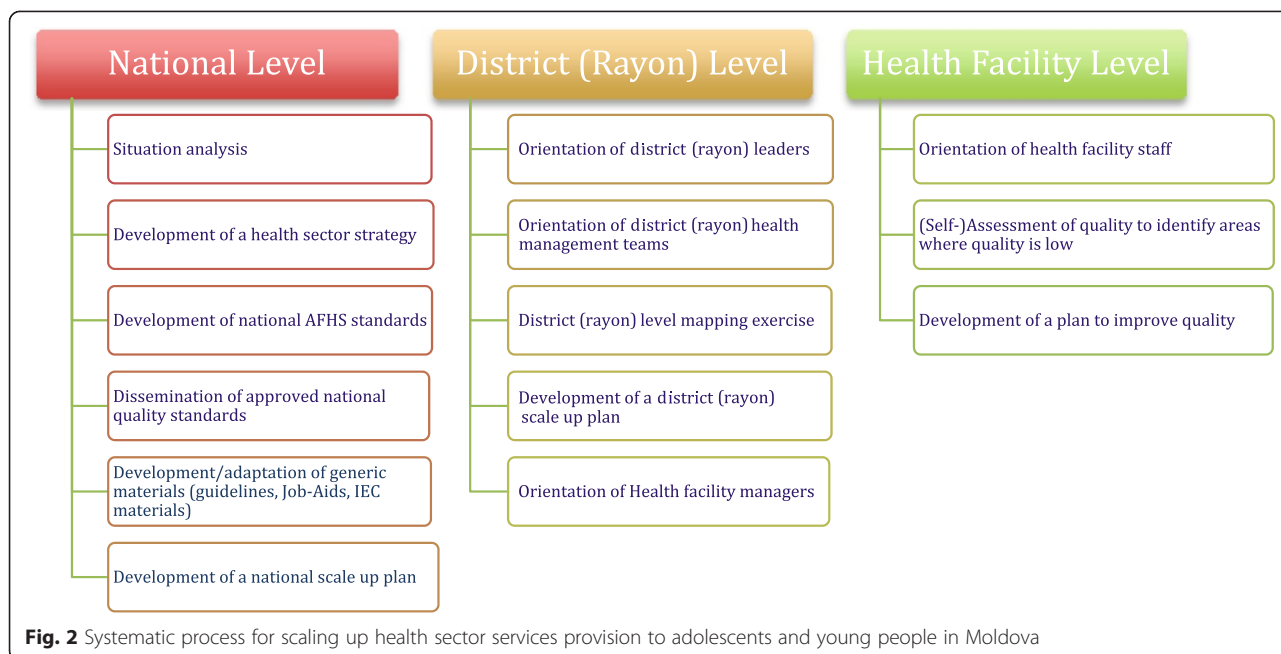 National Level
Situation analysis
Development of a health sector strategy
Development of national AFHS standards
Dissemination of approved national
quality standards
Development/adaptation of generic
materials (guidelines, Job-Aids, IEC
materials)
Development of a national scale up plan
District (Rayon) Level
Orientation of district (rayon) leaders
Orientation of district (rayon) health
management teams
District (rayon) level mapping exercise
Development of a district (rayon)
scale up plan
Orientation of Health facility managers
Health Facility Level
Orientation of health facility staff
(Self-)Assessment of quality to identify areas
where quality is low
Development of a plan to improve quality
Fig. 2 Systematic process for scaling up health sector services provision to adolescents and young people in Moldova